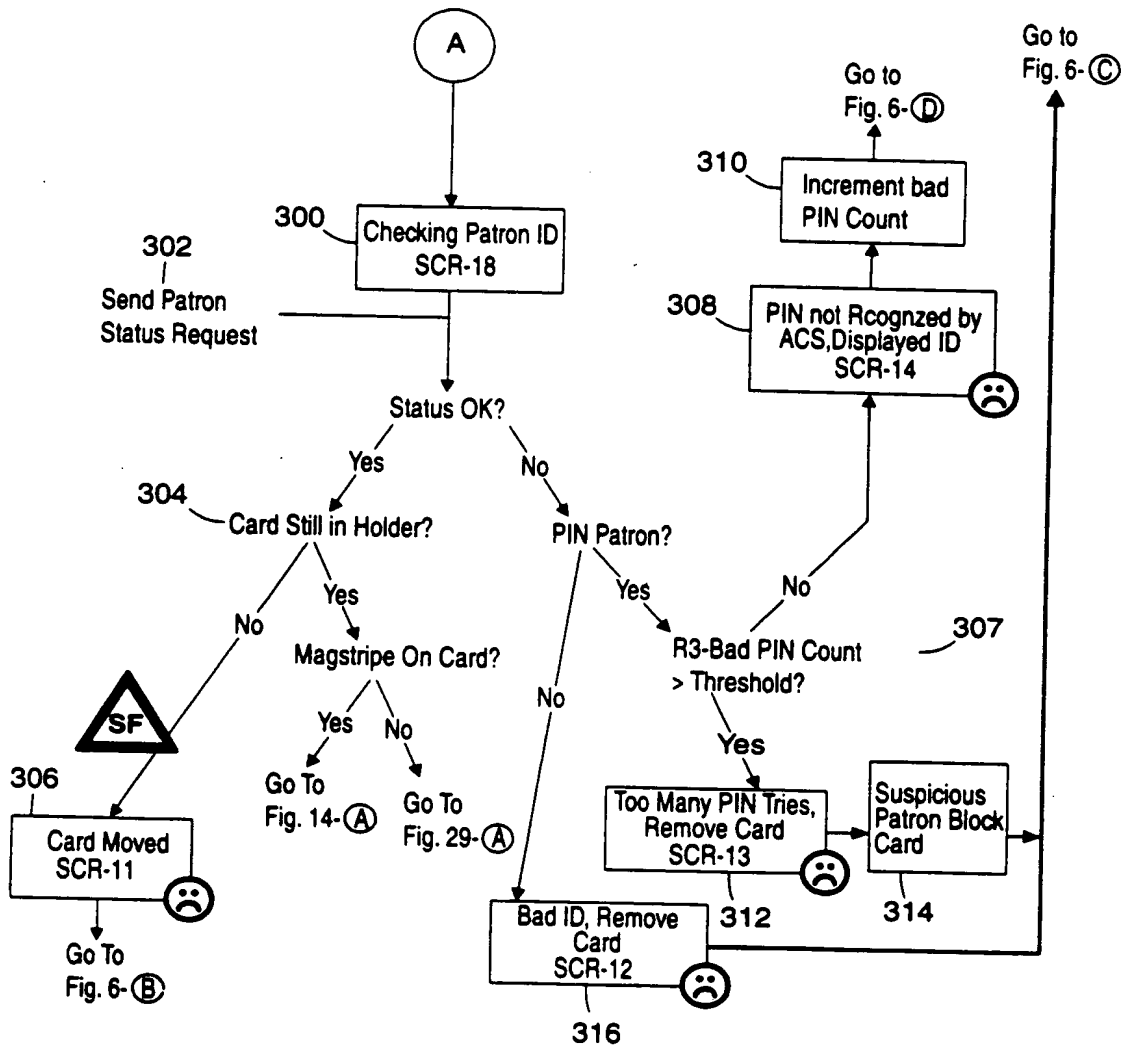 A
Go to
Fig. 6-C
Go to
Fig. 6-D
310
Increment bad
PIN Count
300
Checking Patron ID
SCR-18
302
Send Patron
Status Request
308
PIN not Rcognzed by
ACS,Displayed ID
SCR-14
Status OK?
Yes
No
304
Card Still in Holder?
PIN Patron?
No
Yes
Yes
No
Magstripe On Card?
R3-Bad PIN Count
> Threshold?
307
SF
Yes
No
No
Yes
306
Card Moved
SCR-11
Go To
Fig. 14-A
Go To
Fig. 29-A
Too Many PIN Tries,
Remove Card
SCR-13
312
Suspicious
Patron Block
Card
314
Go To
Fig. 6-B
Bad ID, Remove
Card
SCR-12
316